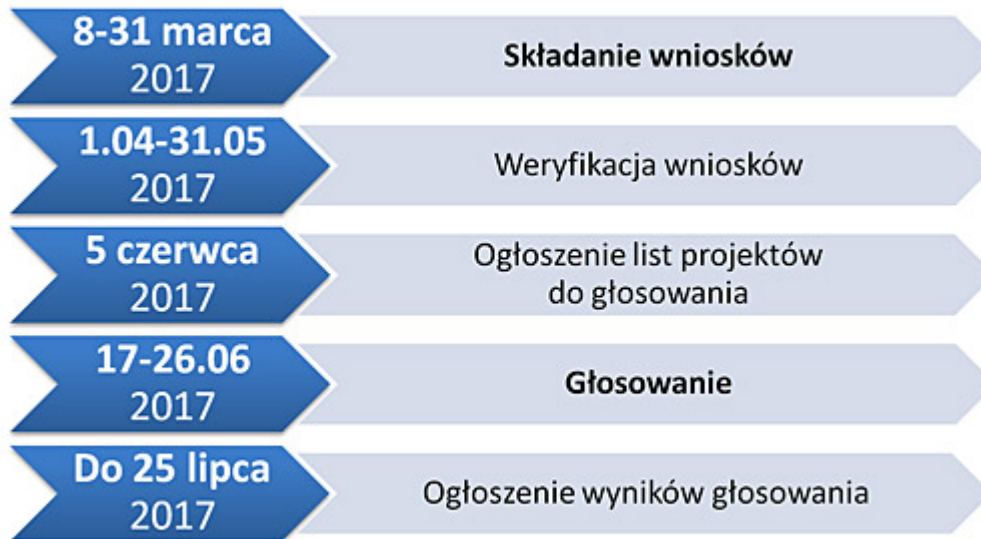 8-31 marca
2017
Składanie wniosków
1.04-31.05
2017
Weryfikacja wniosków
5 czerwca
2017
Ogłoszenie list projektów
do głosowania
17-26.06
2017
Głosowanie
Do 25 lipca
2017
Ogłoszenie wyników głosowania